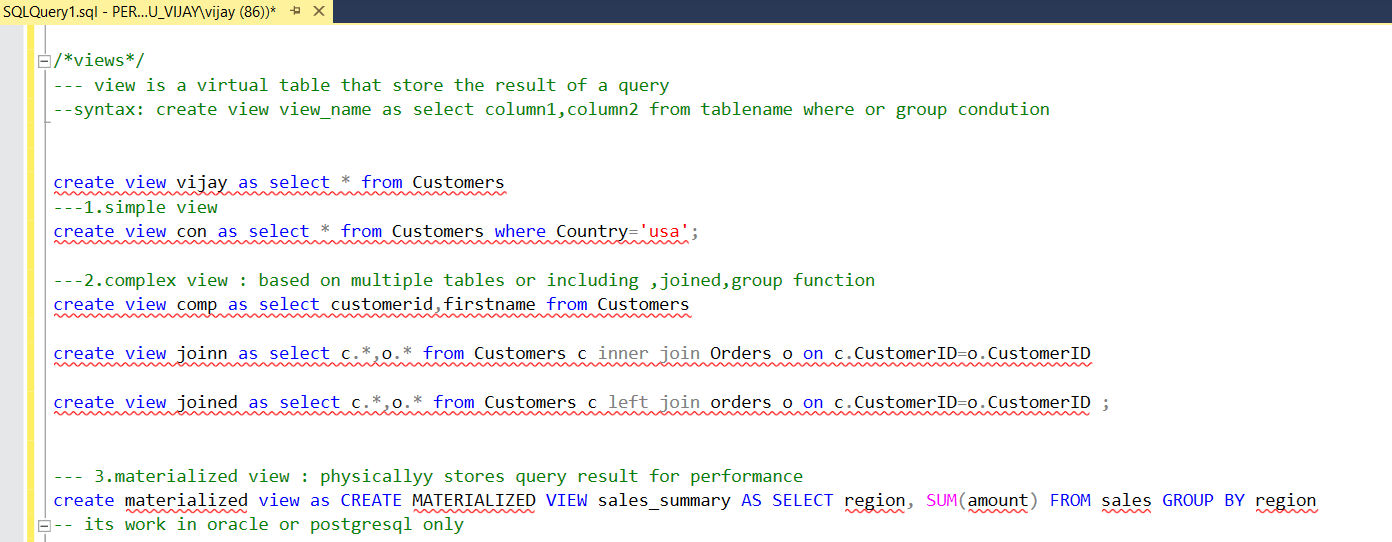 SQLQuery1.sql - PER...U_VIJAY\vijay (86))*
/*views*/
--- view is a virtual table that store the result of a query
--syntax: create view view_name as select column1,column2 from tablename where or group condution
create view vijay as select * from Customers
---1.simple view
create view con as select * from Customers where Country='usa';
---2.complex view : based on multiple tables or including ,joined,group function
create view comp as select customerid,firstname from Customers
create view joinn as select c.*,o.* from Customers c inner join Orders o on c.CustomerID=o.CustomerID
create view joined as select c.*,o.* from Customers c left join orders o on c.CustomerID=o.CustomerID ;
--- 3.materialized view : physicallyy stores query result for performance
create materialized view as CREATE MATERIALIZED VIEW sales_summary AS SELECT region, SUM(amount) FROM sales GROUP BY region
-- its work in oracle or postgresql only